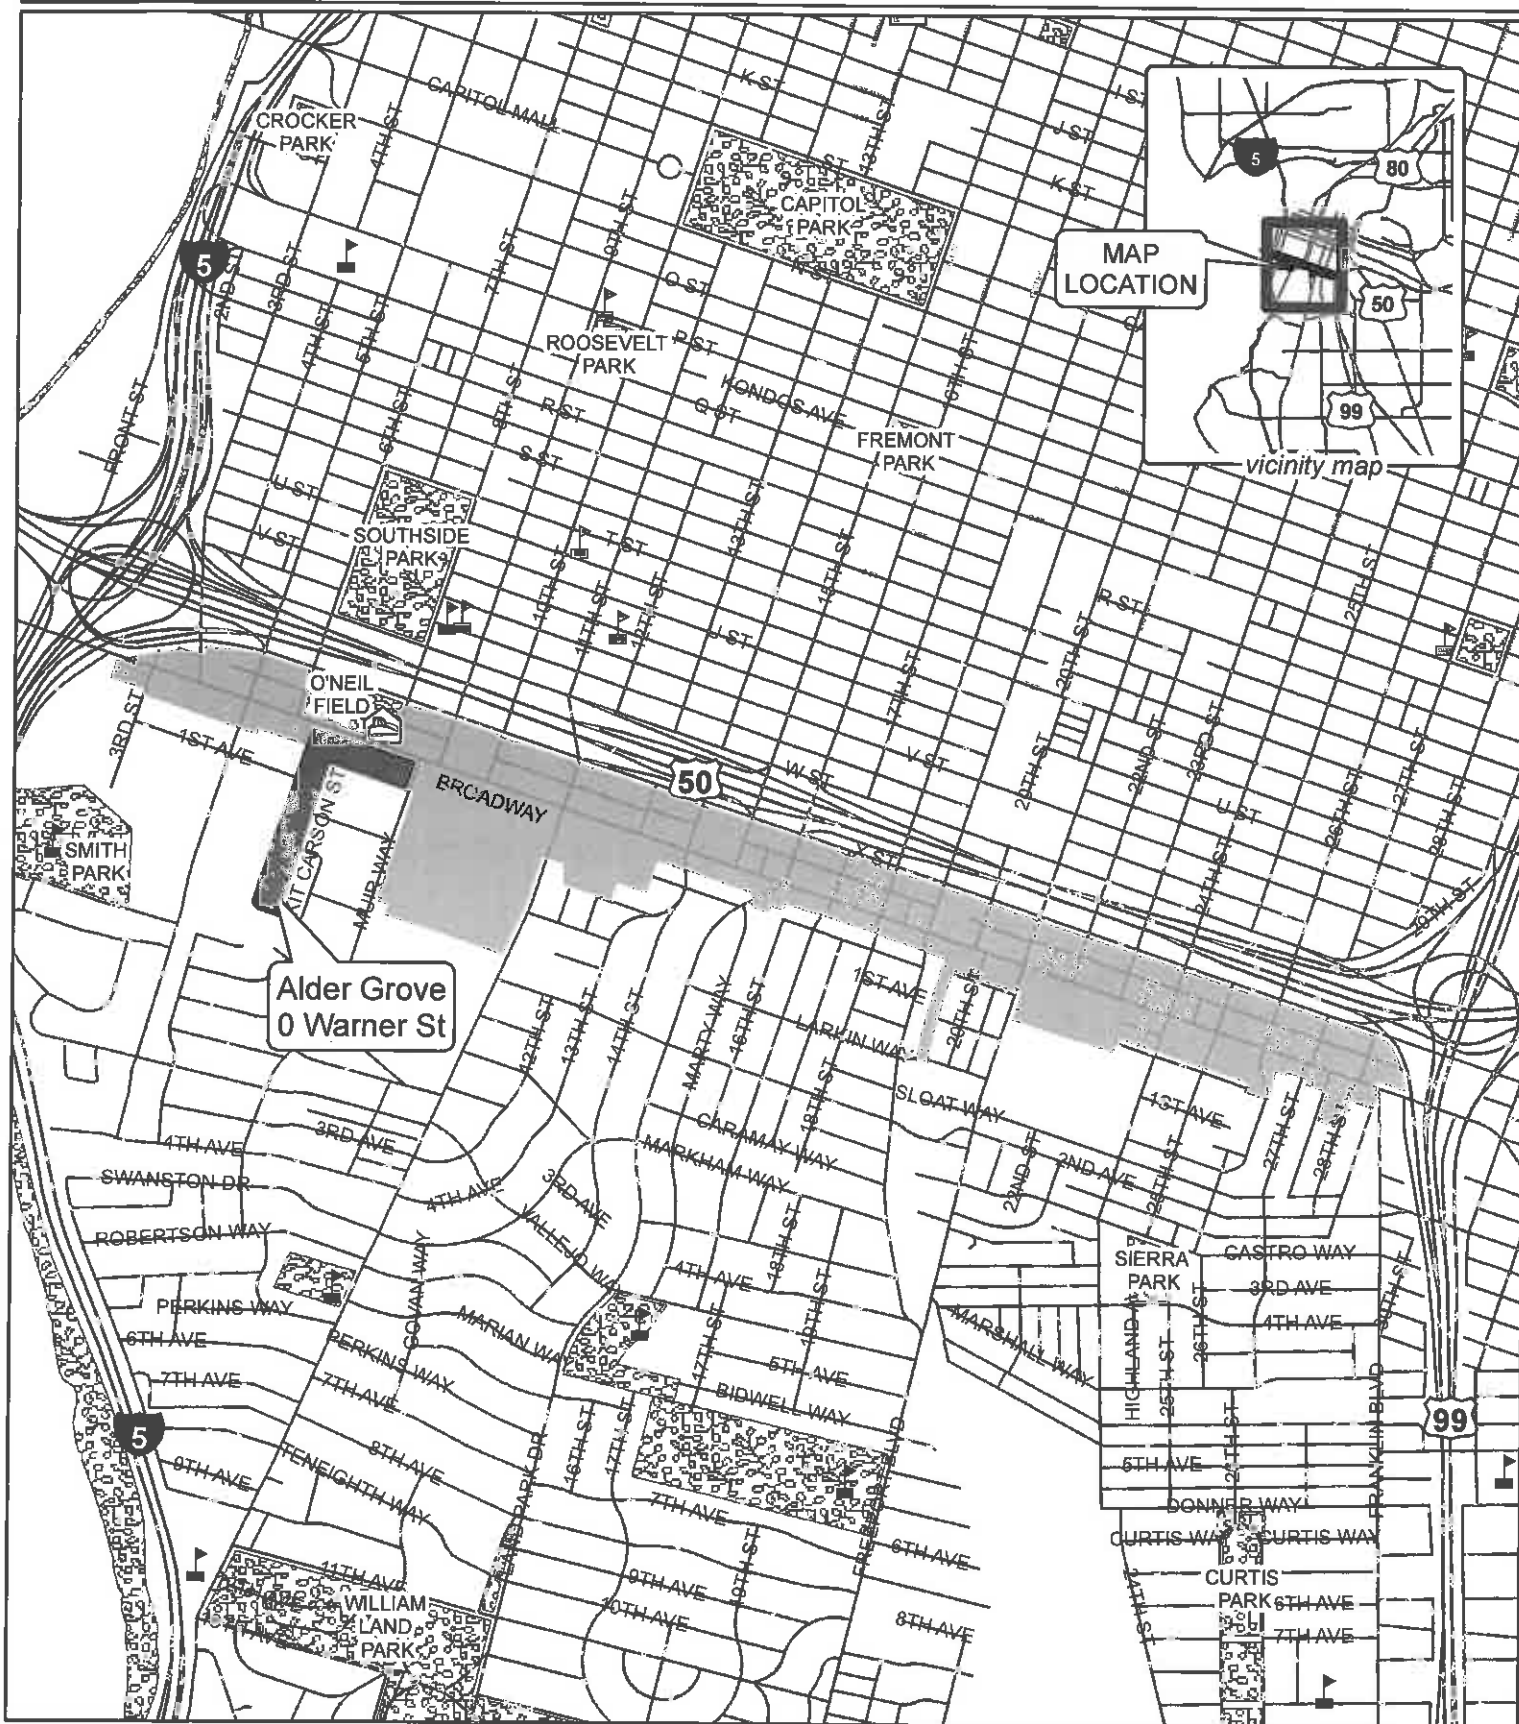 K ST
I ST
CAPITOL MALL
13TH ST
J ST
CROCKER
PARK
4TH ST
5
80
K ST
CAPITOL
PARK
9TH ST
MAP
LOCATION
7TH ST
3RD ST
5
2ND ST
O ST
N ST
50
4TH ST
5TH ST
ROOSEVELT
PARK
P ST
KONDOS AVE
Q ST
R ST
99
FRONT ST
6TH ST
FREMONT
PARK
vicinity map
S ST
U ST
SOUTHSIDE
PARK
V ST
T ST
13TH ST
10TH ST
11TH ST
12TH ST
15TH ST
25TH ST
R ST
20TH ST
O'NEIL
FIELD
3RD ST
1ST AVE
V ST
W ST
50
22ND ST
23RD ST
20TH ST
27TH ST
26TH ST
28TH ST
U ST
BROADWAY
KIT CARSON ST
MUIR WAY
X ST
24TH ST
29TH ST
SMITH
PARK
Alder Grove
0 Warner St
1ST AVE
20TH ST
LARKIN WAY
MARTY WAY
16TH ST
12TH ST
13TH ST
14TH ST
18TH ST
SLOAT WAY
1ST AVE
27TH ST
28TH ST
CARAMAY WAY
MARKHAM WAY
3RD AVE
4TH AVE
SWANSTON DR
4TH AVE
3RD AVE
22ND ST
2ND AVE
25TH ST
ROBERTSON WAY
VALLEJO WAY
18TH ST
4TH AVE
19TH ST
SIERRA
PARK
CASTRO WAY
3RD AVE
4TH AVE
30TH ST
GOVAN WAY
PERKINS WAY
6TH AVE
MARIAN WAY
PERKINS WAY
17TH ST
5TH AVE
BIDWELL WAY
MARSHALL WAY
HIGHLAND A
25TH ST
26TH ST
7TH AVE
7TH AVE
5
99
16TH ST
17TH ST
8TH AVE
TENEIGHTH WAY
9TH AVE
LAND PARK DR
FREEPORT BLVD
FRANKLIN BLVD
5TH AVE
DONNER WAY
CURTIS WAY
CURTIS WAY
7TH AVE
6TH AVE
19TH ST
9TH AVE
10TH AVE
8TH AVE
11TH AVE
WILLIAM
LAND
PARK
24TH ST
CURTIS
PARK
6TH AVE
7TH AVE